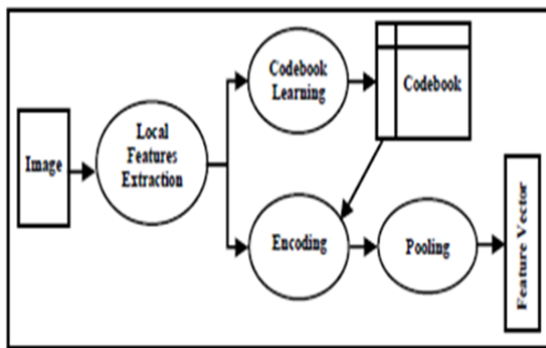 Image
Local
Features
Extraction
Codebook
Learning
Codebook
Encoding
Pooling
Feature Vector